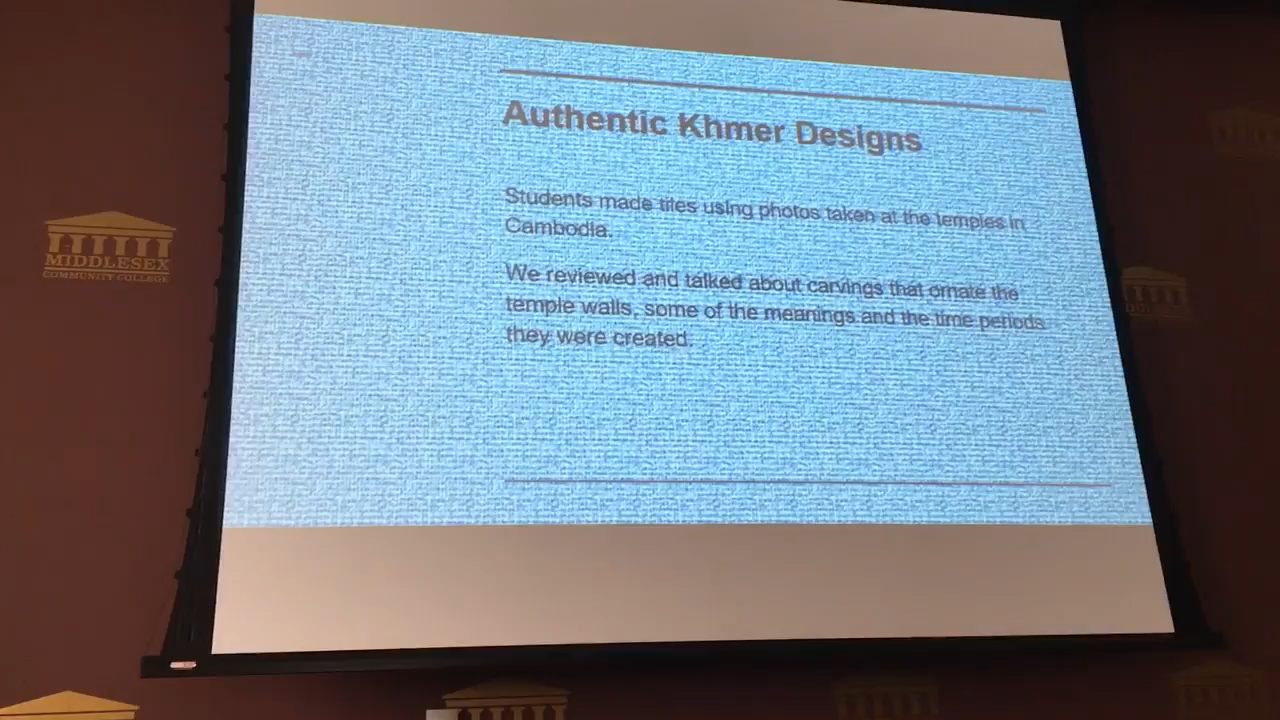 Authentic Khmer Designs
Students made tiles using photos taken at the temples in
Cambodia.
We reviewed and talked about carvings that ornate the
temple walls, some of the meanings and the time periods
they were created.
MIDDLESEX
COMMUNITY COLLEGE